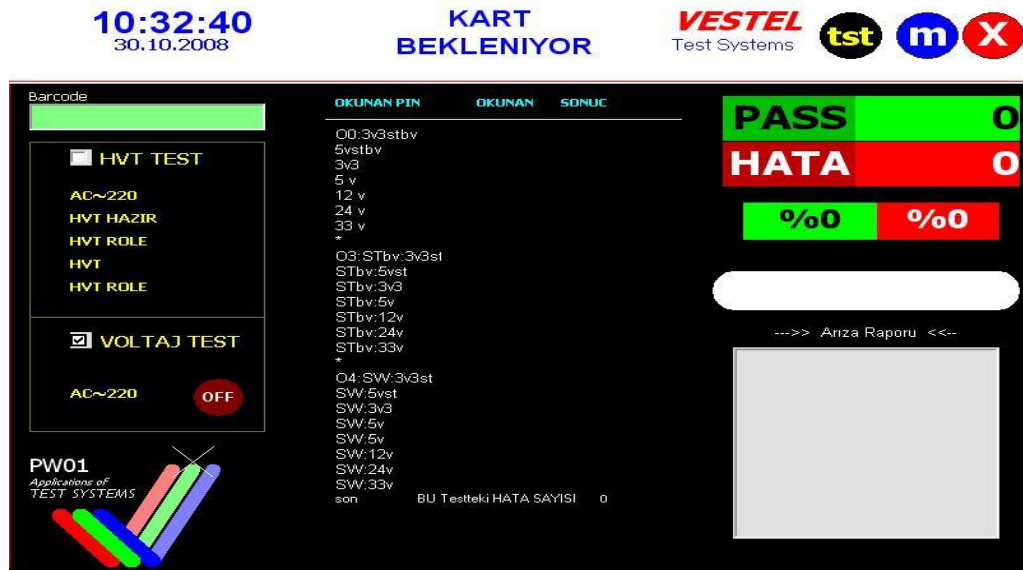 10:32:40
30.10.2008
KART
BEKLENIYOR
VESTEL
Test Systems
tst
m
X
Barcode
HVT TEST
AC~220
HVT HAZIR
HVT ROLE
HVT
HVT ROLE
VOLTAJ TEST
AC~220
OFF
PW01
Applications of
TEST SYSTEMS
OKUNAN PIN OKUNAN SONUC
O0:3v3stbv
5vstbv
3v3
5 v
12 v
24 v
33 v
*
O3:STbv:3v3st
STbv:5vst
STbv:3v3
STbv:5v
STbv:12v
STbv:24v
STbv:33v
*
O4:SW:3v3st
SW:5vst
SW:3v3
SW:5v
SW:5v
SW:12v
SW:24v
SW:33v
son BU Testteki HATA SAYISI 0
PASS 0
HATA 0
%0 %0
--->> Arıza Raporu <<--